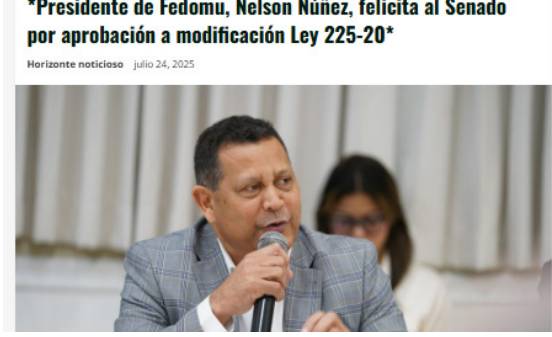 *Presidente de Fedomu, Nelson Núñez, felicita al Senado
por aprobación a modificación Ley 225-20*
Horizonte noticioso julio 24, 2025